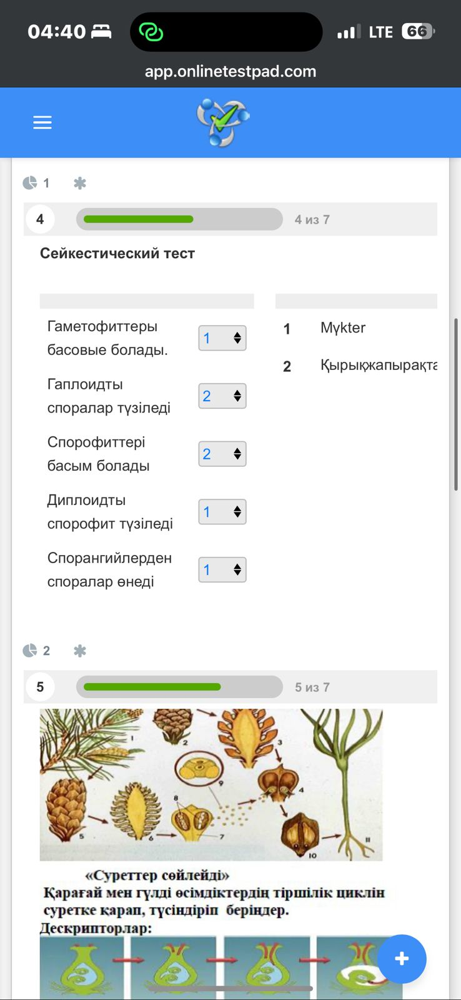 04:40 LTE 66
app.onlinetestpad.com
1
4 4 из 7
Сейкестический тест
Гаметофиттеры
басовые болады.
1
Гаплоидты
споралар түзіледі
2
Спорофиттері
басым болады
2
Диплоидты
спорофит түзіледі
1
Спорангийлерден
споралар өнеді
1
1 Мүкter
2 Қырықжапырақта
2
5 5 из 7
1
2
3
4
5
6
7
8
9
10
11
«Суреттер сөйлейді»
Қарағай мен гүлді өсімдіктердің тіршілік циклін
суретке қарап, түсіндіріп беріңдер.
Дескрипторлар: